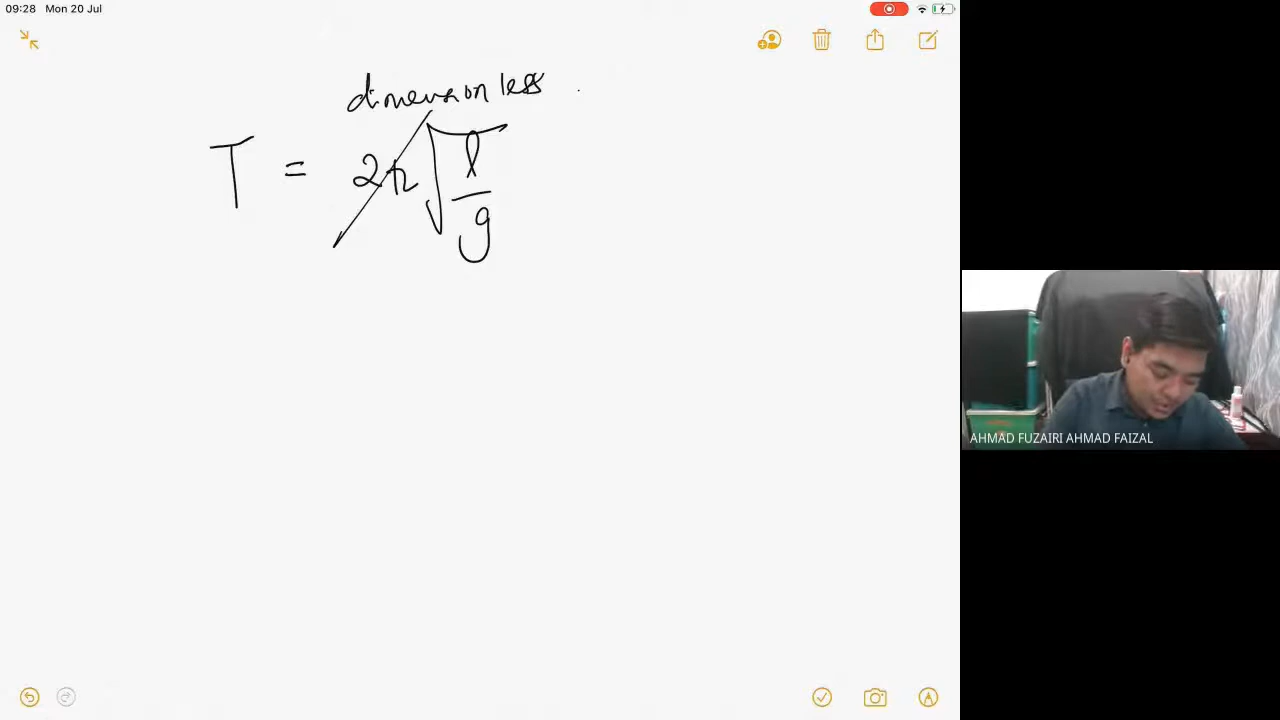 09:28 Mon 20 Jul
dimensionless
T = 2π√(l/g)
AHMAD FUZAIRI AHMAD FAIZAL